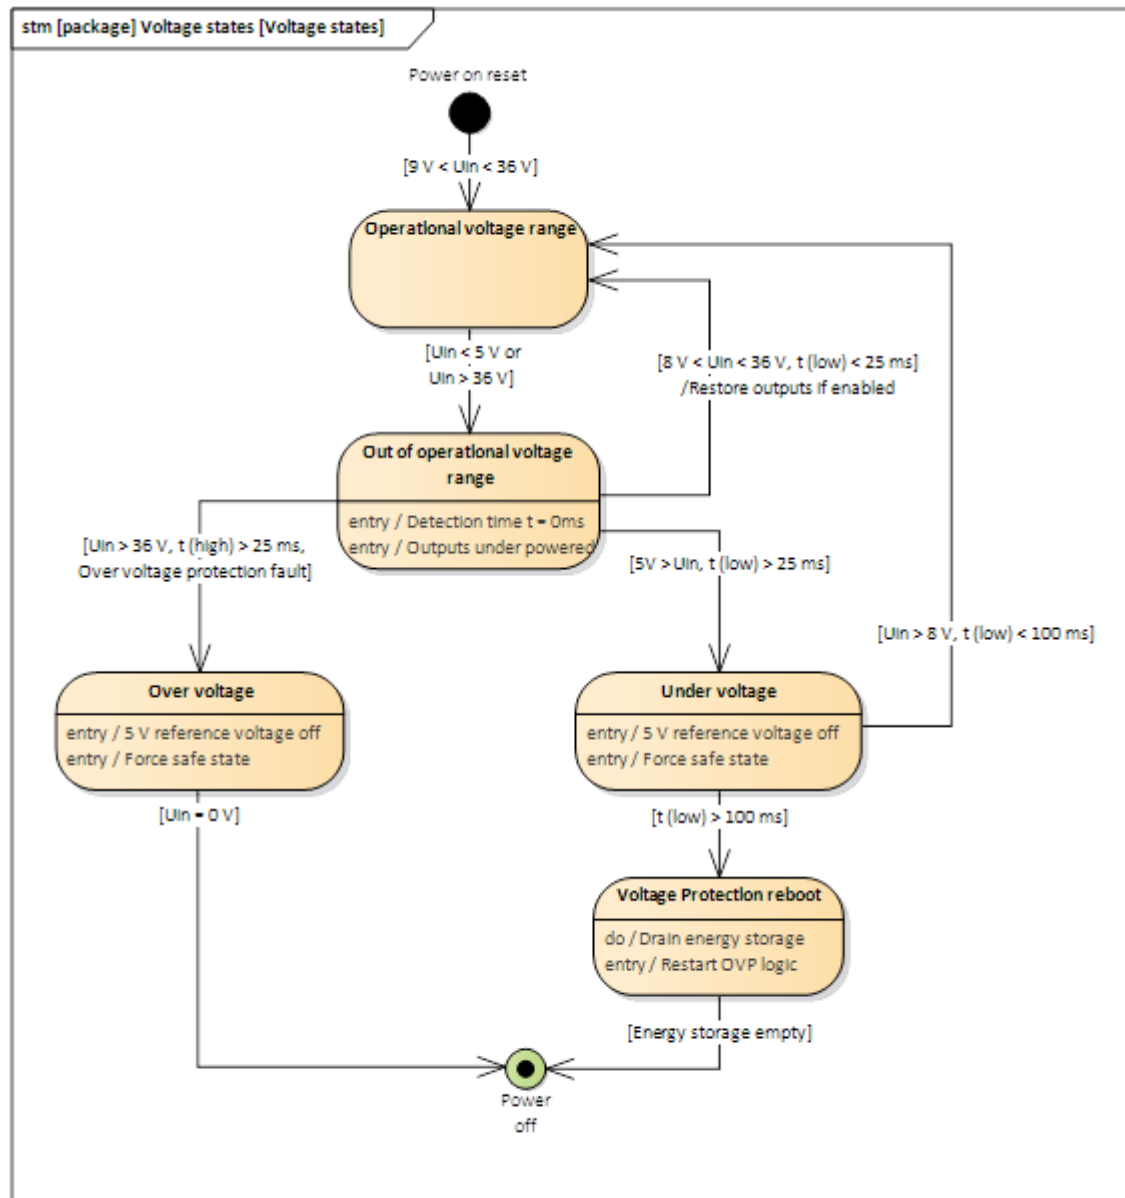 stm [package] Voltage states [Voltage states]
Power on reset
[9 V < Uin < 36 V]
Operational voltage range
[Uin < 5 V or
Uin > 36 V]
[8 V < Uin < 36 V, t (low) < 25 ms]
/Restore outputs if enabled
Out of operational voltage
range
entry / Detection time t = 0ms
entry / Outputs under powered
[Uin > 36 V, t (high) > 25 ms,
Over voltage protection fault]
[5V >Uin, t (low) > 25 ms]
[Uin > 8 V, t (low) < 100 ms]
Over voltage
entry / 5 V reference voltage off
entry / Force safe state
Under voltage
entry / 5 V reference voltage off
entry / Force safe state
[Uin = 0 V]
[t (low) > 100 ms]
Voltage Protection reboot
do / Drain energy storage
entry / Restart OVP logic
[Energy storage empty]
Power
off